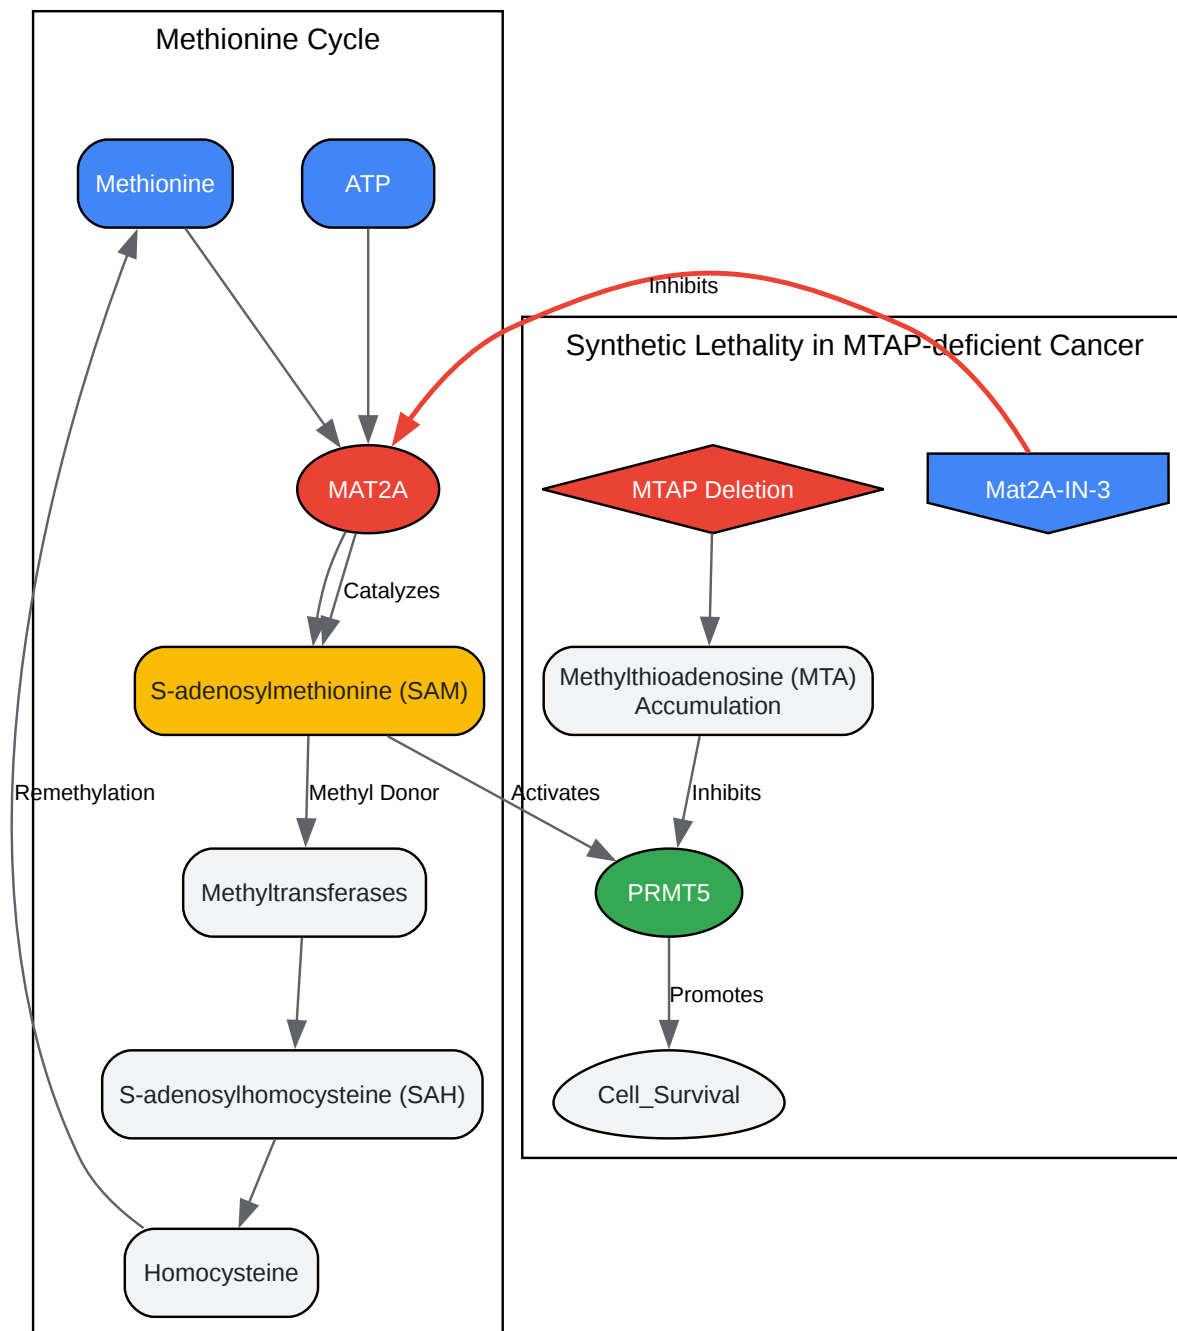 Methionine Cycle
Methionine
ATP
Inhibits
Synthetic Lethality in MTAP-deficient Cancer
MAT2A
MTAP Deletion
Mat2A-IN-3
Catalyzes
S-adenosylmethionine (SAM)
Methylthioadenosine (MTA)
Accumulation
Remethylation
Methyl Donor
Activates
Inhibits
Methyltransferases
PRMT5
Promotes
S-adenosylhomocysteine (SAH)
Cell_Survival
Homocysteine